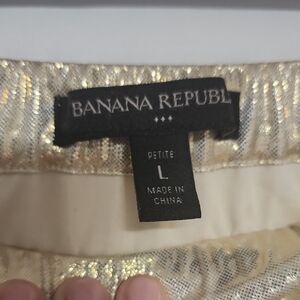 BANANA REPUBL
PETITE
L
MADE IN
CHINA